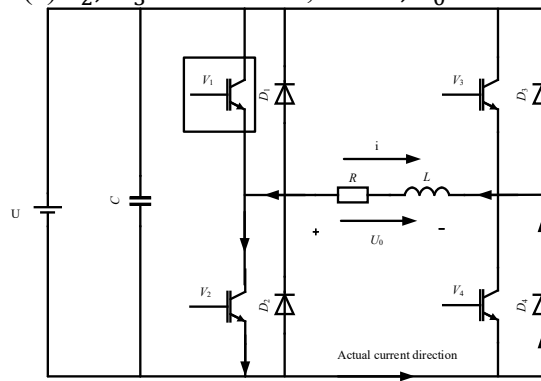 V1
D1
V3
D3
i
R
L
U
C
+
U0
-
V2
D2
V4
D4
Actual current direction